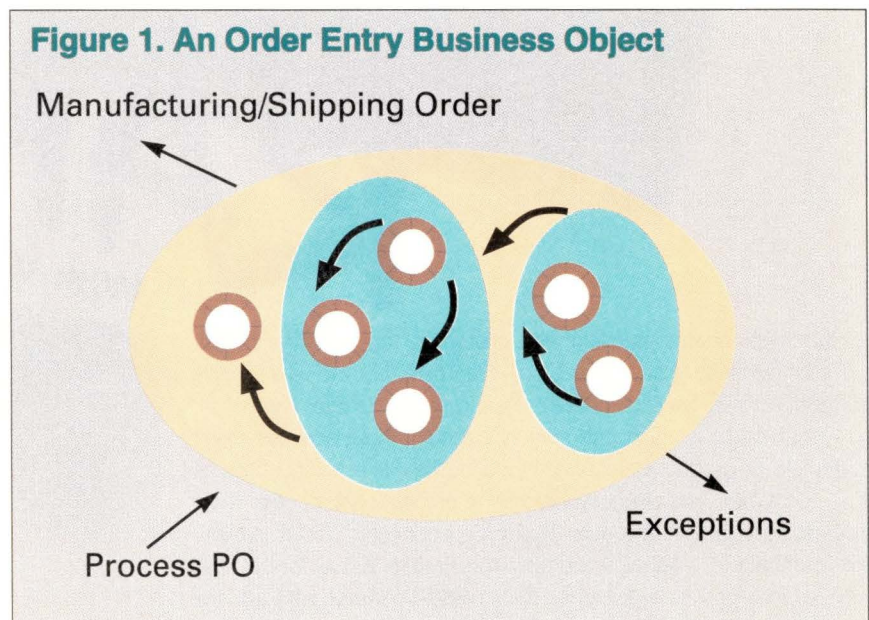 Figure 1. An Order Entry Business Object
Manufacturing/Shipping Order
Exceptions
Process PO